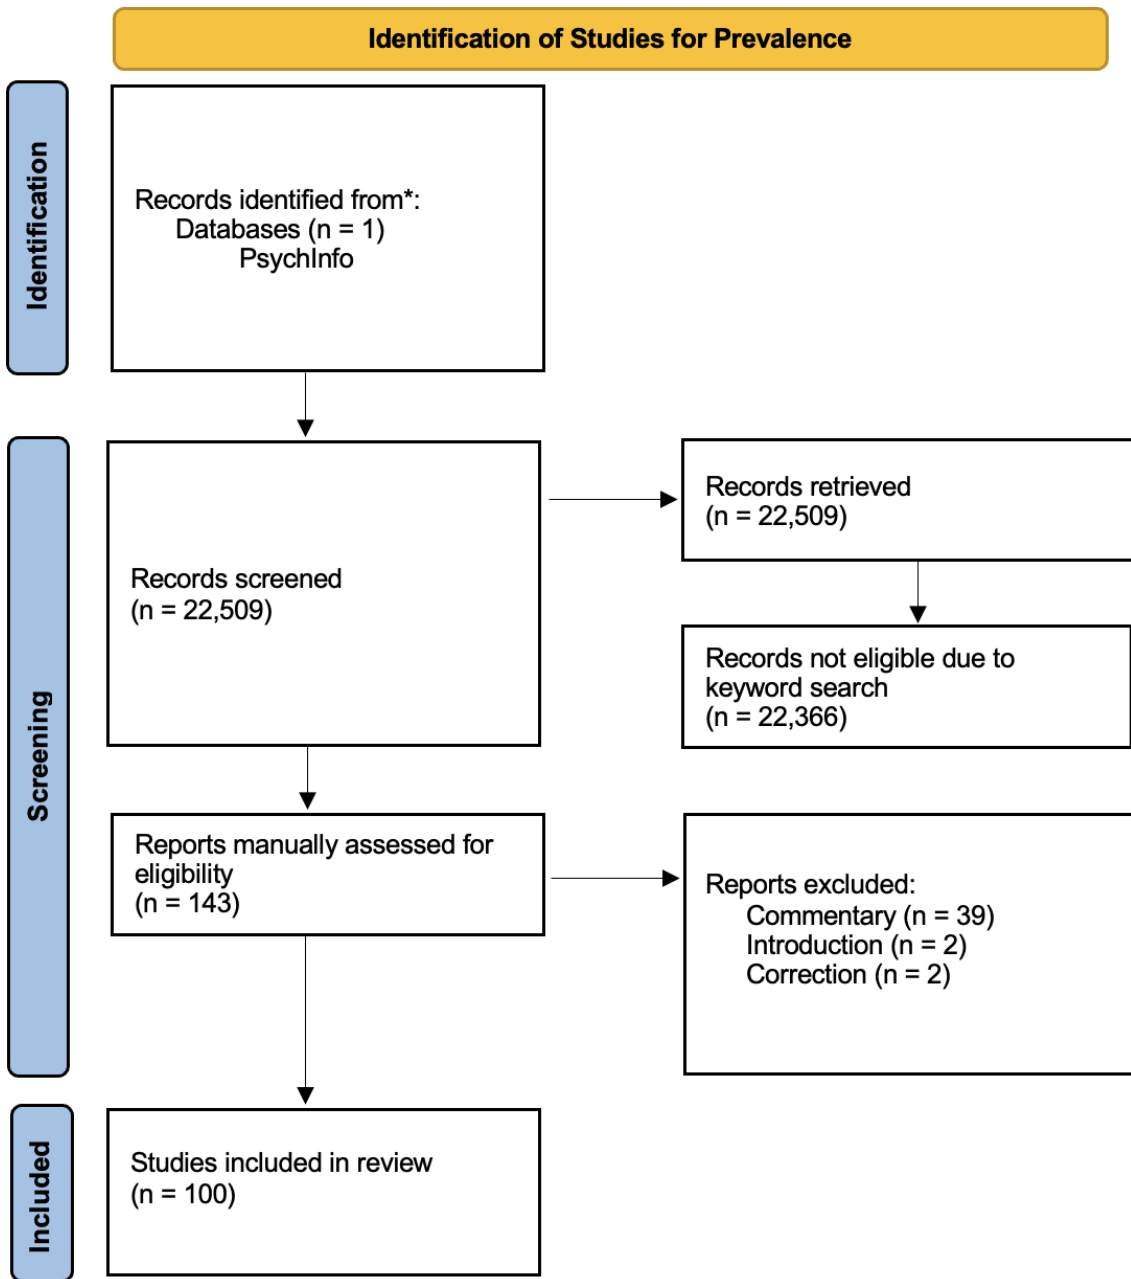 Identification of Studies for Prevalence
Identification
Records identified from*:
Databases (n = 1)
PsychInfo
Screening
Records screened
(n = 22,509)
Records retrieved
(n = 22,509)
Records not eligible due to
keyword search
(n = 22,366)
Reports manually assessed for
eligibility
(n = 143)
Reports excluded:
Commentary (n = 39)
Introduction (n = 2)
Correction (n = 2)
Included
Studies included in review
(n = 100)